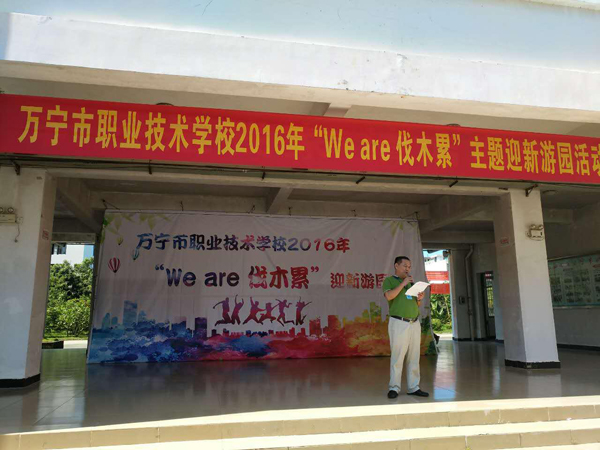 万宁市职业技术学校2016年“We are 伐木累”主题迎新游园活动
万宁市职业技术学校2016年
“We are 伐木累”迎新游园